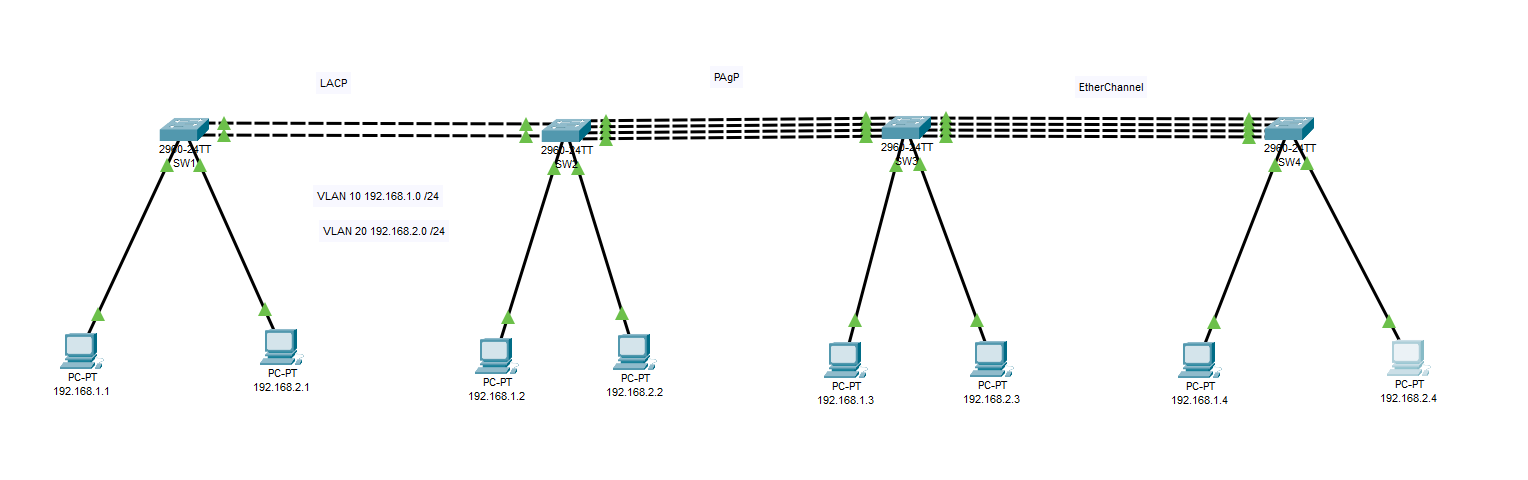 LACP
PAgP
EtherChannel
2960-24TT
SW1
2960-24TT
SW2
2960-24TT
SW3
2960-24TT
SW4
VLAN 10 192.168.1.0 /24
VLAN 20 192.168.2.0 /24
PC-PT
192.168.1.1
PC-PT
192.168.2.1
PC-PT
192.168.1.2
PC-PT
192.168.2.2
PC-PT
192.168.1.3
PC-PT
192.168.2.3
PC-PT
192.168.1.4
PC-PT
192.168.2.4